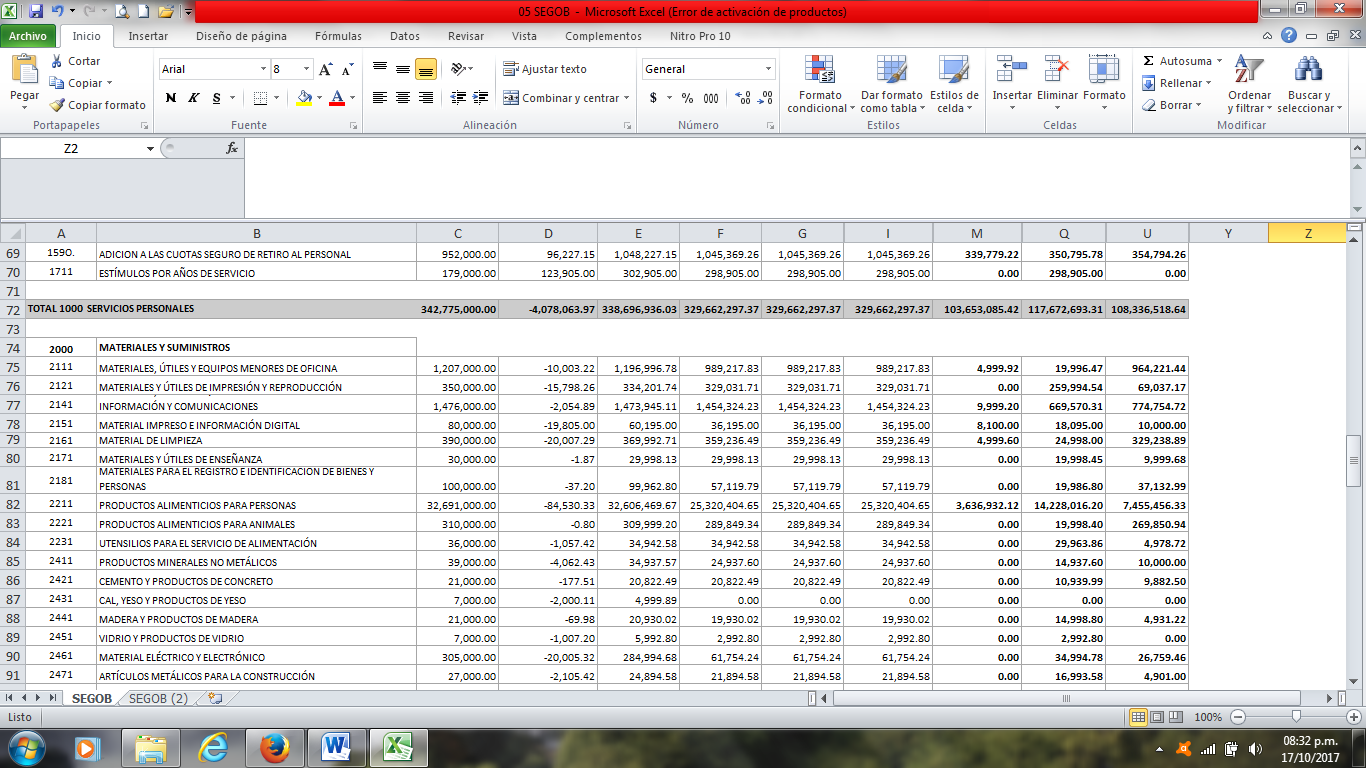 05 SEGOB - Microsoft Excel (Error de activación de productos)
Archivo Inicio Insertar Diseño de página Fórmulas Datos Revisar Vista Complementos Nitro Pro 10
Pegar
Cortar
Copiar
Copiar formato
Portapapeles
Arial 8
N K S
Fuente
Ajustar texto
Combinar y centrar
Alineación
General
$ % 000
Número
Formato condicional
Dar formato como tabla
Estilos de celda
Estilos
Insertar Eliminar Formato
Celdas
Autosuma
Rellenar
Borrar
Ordenar y filtrar
Buscar y seleccionar
Modificar
Z2 fx
A B C D E F G I M Q U Y Z
69 1590. ADICION A LAS CUOTAS SEGURO DE RETIRO AL PERSONAL 952,000.00 96,227.15 1,048,227.15 1,045,369.26 1,045,369.26 1,045,369.26 339,779.22 350,795.78 354,794.26
70 1711 ESTÍMULOS POR AÑOS DE SERVICIO 179,000.00 123,905.00 302,905.00 298,905.00 298,905.00 298,905.00 0.00 298,905.00 0.00
71
72 TOTAL 1000 SERVICIOS PERSONALES 342,775,000.00 -4,078,063.97 338,696,936.03 329,662,297.37 329,662,297.37 329,662,297.37 103,653,085.42 117,672,693.31 108,336,518.64
73
74 2000 MATERIALES Y SUMINISTROS
75 2111 MATERIALES, ÚTILES Y EQUIPOS MENORES DE OFICINA 1,207,000.00 -10,003.22 1,196,996.78 989,217.83 989,217.83 989,217.83 4,999.92 19,996.47 964,221.44
76 2121 MATERIALES Y ÚTILES DE IMPRESIÓN Y REPRODUCCIÓN 350,000.00 -15,798.26 334,201.74 329,031.71 329,031.71 329,031.71 0.00 259,994.54 69,037.17
77 2141 INFORMACIÓN Y COMUNICACIONES 1,476,000.00 -2,054.89 1,473,945.11 1,454,324.23 1,454,324.23 1,454,324.23 9,999.20 669,570.31 774,754.72
78 2151 MATERIAL IMPRESO E INFORMACIÓN DIGITAL 80,000.00 -19,805.00 60,195.00 36,195.00 36,195.00 36,195.00 8,100.00 18,095.00 10,000.00
79 2161 MATERIAL DE LIMPIEZA 390,000.00 -20,007.29 369,992.71 359,236.49 359,236.49 359,236.49 4,999.60 24,998.00 329,238.89
80 2171 MATERIALES Y ÚTILES DE ENSEÑANZA 30,000.00 -1.87 29,998.13 29,998.13 29,998.13 29,998.13 0.00 19,998.45 9,999.68
81 2181 MATERIALES PARA EL REGISTRO E IDENTIFICACION DE BIENES Y
PERSONAS 100,000.00 -37.20 99,962.80 57,119.79 57,119.79 57,119.79 0.00 19,986.80 37,132.99
82 2211 PRODUCTOS ALIMENTICIOS PARA PERSONAS 32,691,000.00 -84,530.33 32,606,469.67 25,320,404.65 25,320,404.65 25,320,404.65 3,636,932.12 14,228,016.20 7,455,456.33
83 2221 PRODUCTOS ALIMENTICIOS PARA ANIMALES 310,000.00 -0.80 309,999.20 289,849.34 289,849.34 289,849.34 0.00 19,998.40 269,850.94
84 2231 UTENSILIOS PARA EL SERVICIO DE ALIMENTACIÓN 36,000.00 -1,057.42 34,942.58 34,942.58 34,942.58 34,942.58 0.00 29,963.86 4,978.72
85 2411 PRODUCTOS MINERALES NO METÁLICOS 39,000.00 -4,062.43 34,937.57 24,937.60 24,937.60 24,937.60 0.00 14,937.60 10,000.00
86 2421 CEMENTO Y PRODUCTOS DE CONCRETO 21,000.00 -177.51 20,822.49 20,822.49 20,822.49 20,822.49 0.00 10,939.99 9,882.50
87 2431 CAL, YESO Y PRODUCTOS DE YESO 7,000.00 -2,000.11 4,999.89 0.00 0.00 0.00 0.00 0.00 0.00
88 2441 MADERA Y PRODUCTOS DE MADERA 21,000.00 -69.98 20,930.02 19,930.02 19,930.02 19,930.02 0.00 14,998.80 4,931.22
89 2451 VIDRIO Y PRODUCTOS DE VIDRIO 7,000.00 -1,007.20 5,992.80 2,992.80 2,992.80 2,992.80 0.00 2,992.80 0.00
90 2461 MATERIAL ELÉCTRICO Y ELECTRÓNICO 305,000.00 -20,005.32 284,994.68 61,754.24 61,754.24 61,754.24 0.00 34,994.78 26,759.46
91 2471 ARTÍCULOS METÁLICOS PARA LA CONSTRUCCIÓN 27,000.00 -2,105.42 24,894.58 21,894.58 21,894.58 21,894.58 0.00 16,993.58 4,901.00
SEGOB SEGOB (2)
Listo 100%
08:32 p.m.
17/10/2017